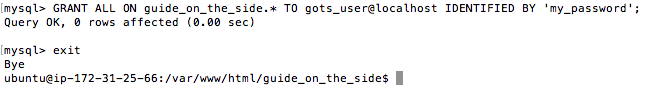 [mysql> GRANT ALL ON guide_on_the_side.* TO gots_user@localhost IDENTIFIED BY 'my_password';
Query OK, 0 rows affected (0.00 sec)
[mysql> exit
Bye
ubuntu@ip-172-31-25-66:/var/www/html/guide_on_the_side$